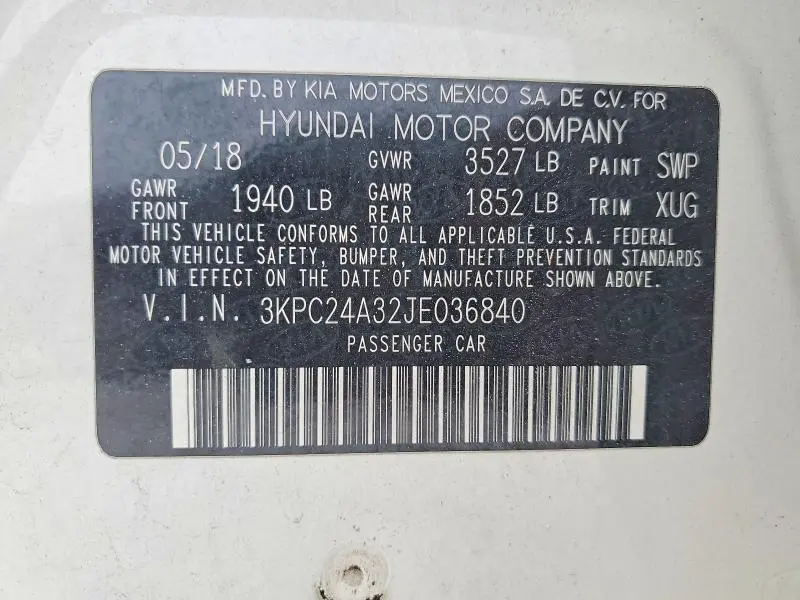 MFD. BY KIA MOTORS MEXICO S.A. DE C.V. FOR
HYUNDAI MOTOR COMPANY
05/18 GVWR 3527 LB PAINT SWP
GAWR FRONT 1940 LB GAWR REAR 1852 LB TRIM XUG
THIS VEHICLE CONFORMS TO ALL APPLICABLE U.S.A. FEDERAL
MOTOR VEHICLE SAFETY, BUMPER, AND THEFT PREVENTION STANDARDS
IN EFFECT ON THE DATE OF MANUFACTURE SHOWN ABOVE.
V.I.N. 3KPC24A32JE036840
PASSENGER CAR